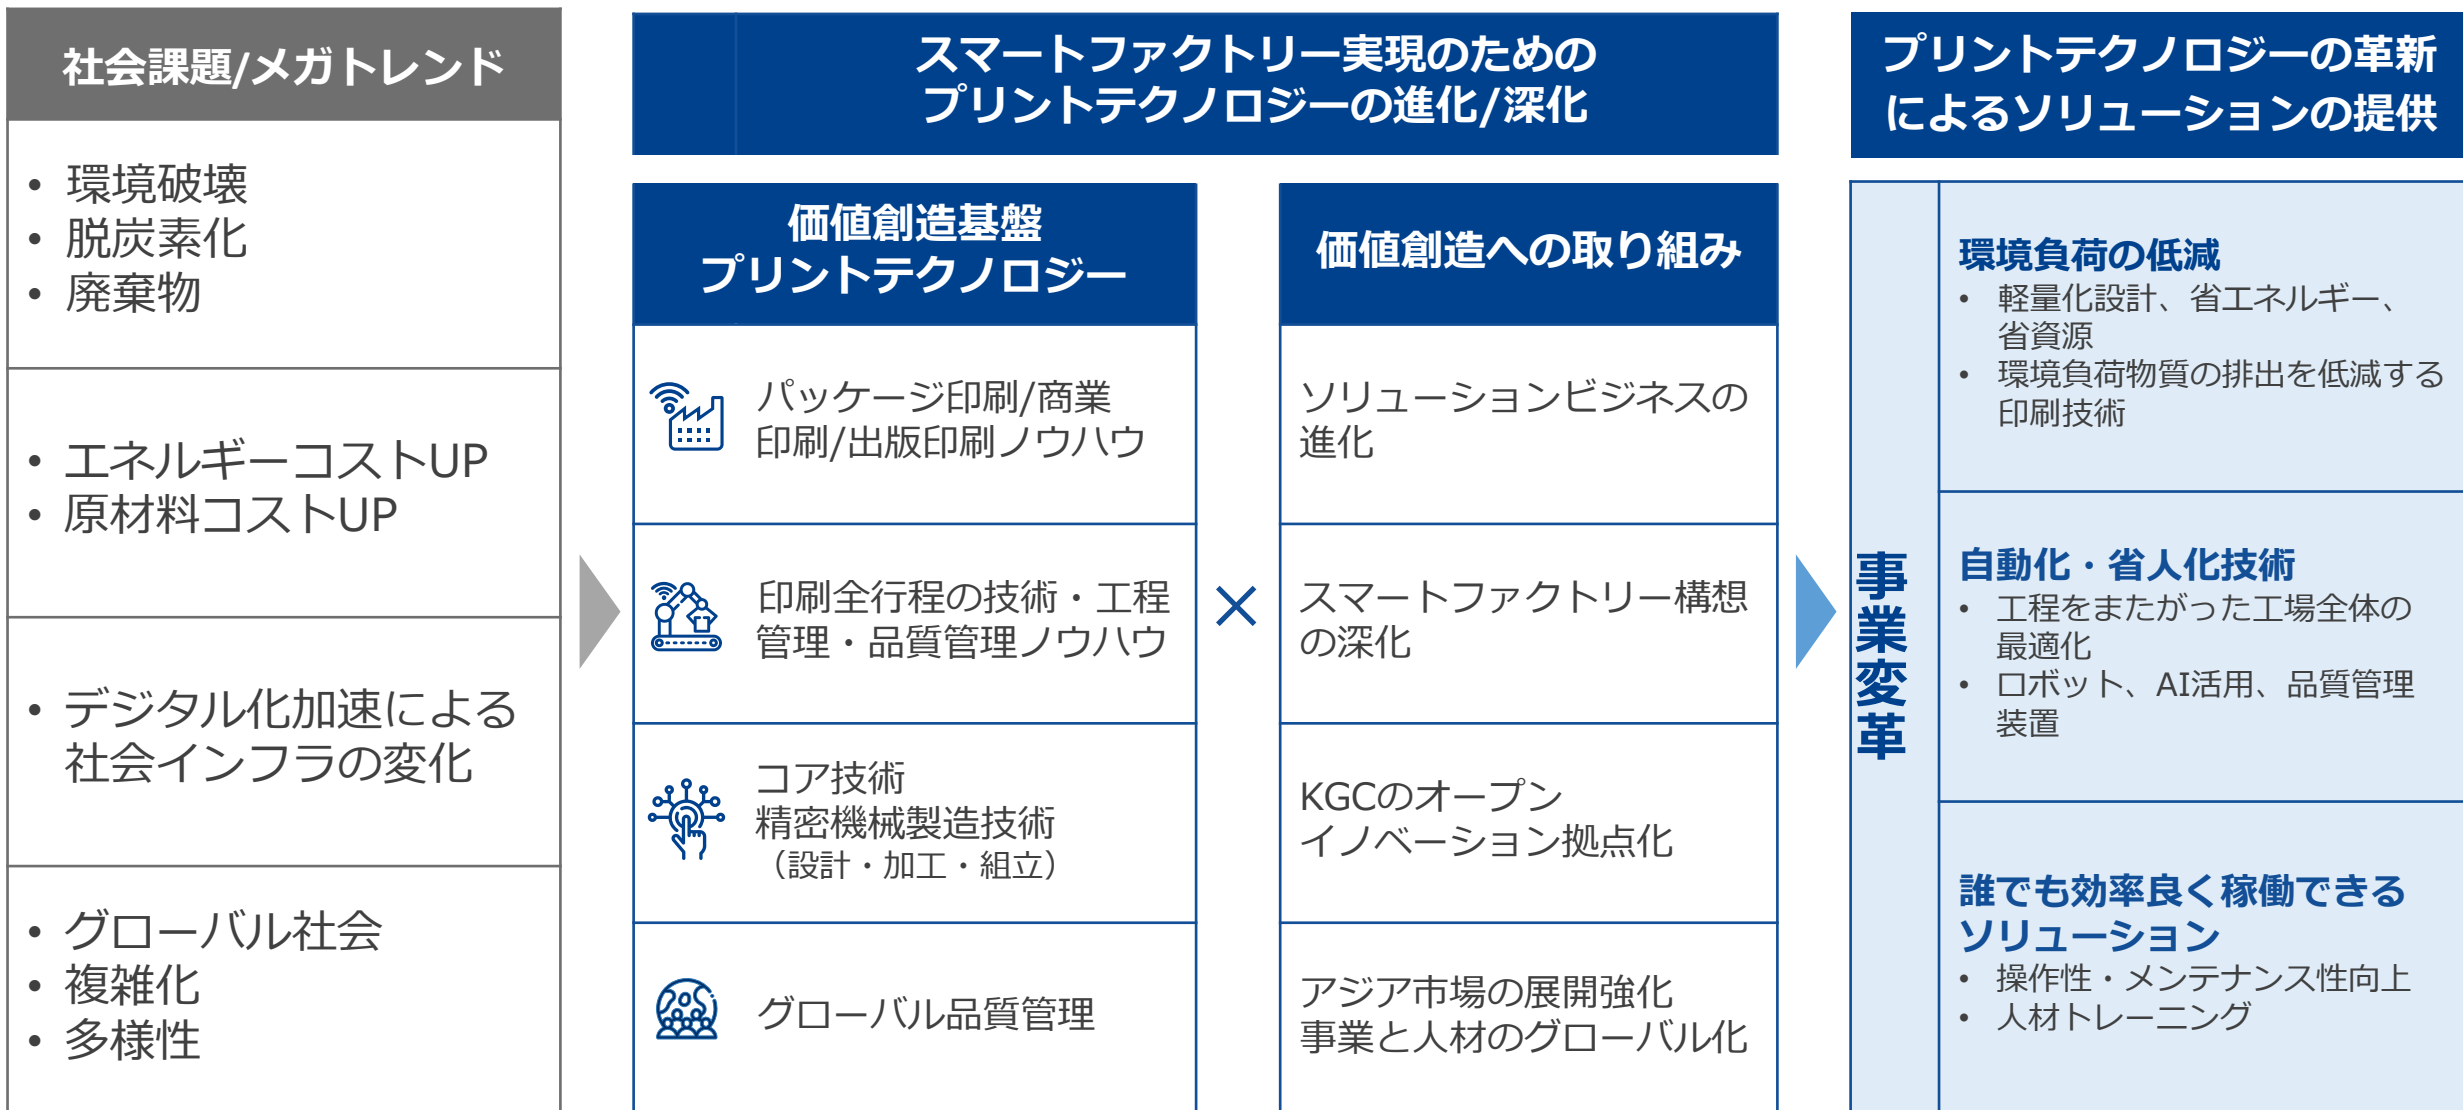 社会課題/メガトレンド
• 環境破壊
• 脱炭素化
• 廃棄物
• エネルギーコストUP
• 原材料コストUP
• デジタル化加速による
社会インフラの変化
• グローバル社会
• 複雑化
• 多様性
スマートファクトリー実現のための
プリントテクノロジーの進化/深化
価値創造基盤
プリントテクノロジー
パッケージ印刷/商業
印刷/出版印刷ノウハウ
印刷全行程の技術・工程
管理・品質管理ノウハウ
コア技術
精密機械製造技術
（設計・加工・組立）
グローバル品質管理
×
価値創造への取り組み
ソリューションビジネスの
進化
スマートファクトリー構想
の深化
KGCのオープン
イノベーション拠点化
アジア市場の展開強化
事業と人材のグローバル化
プリントテクノロジーの革新
によるソリューションの提供
事業変革
環境負荷の低減
• 軽量化設計、省エネルギー、
省資源
• 環境負荷物質の排出を低減する
印刷技術
自動化・省人化技術
• 工程をまたがった工場全体の
最適化
• ロボット、AI活用、品質管理
装置
誰でも効率良く稼働できる
ソリューション
• 操作性・メンテナンス性向上
• 人材トレーニング